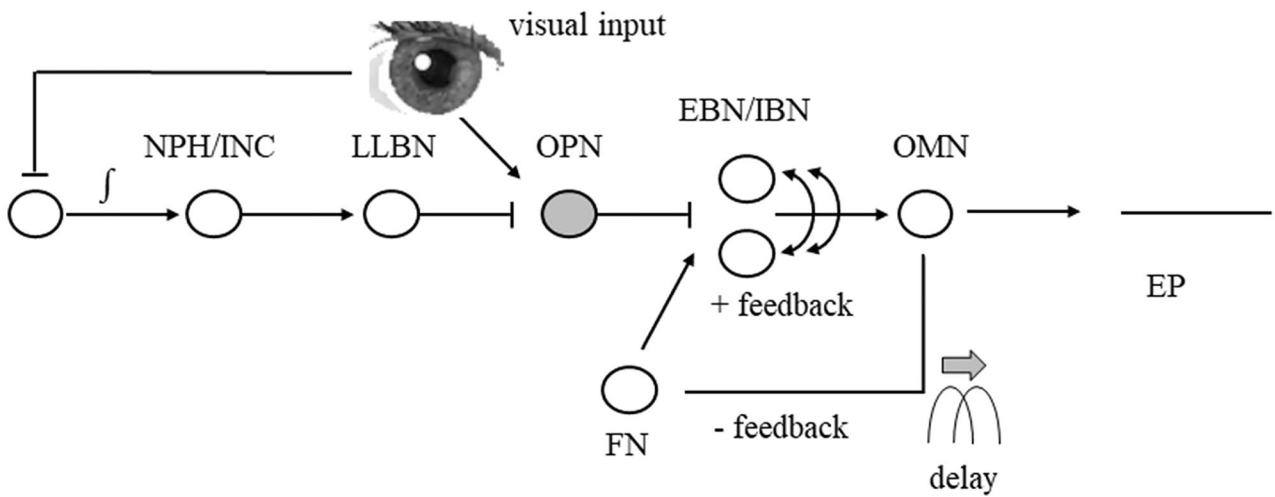 visual input
EBN/IBN
NPH/INC
LLBN
OPN
OMN
∫
EP
+ feedback
- feedback
FN
delay